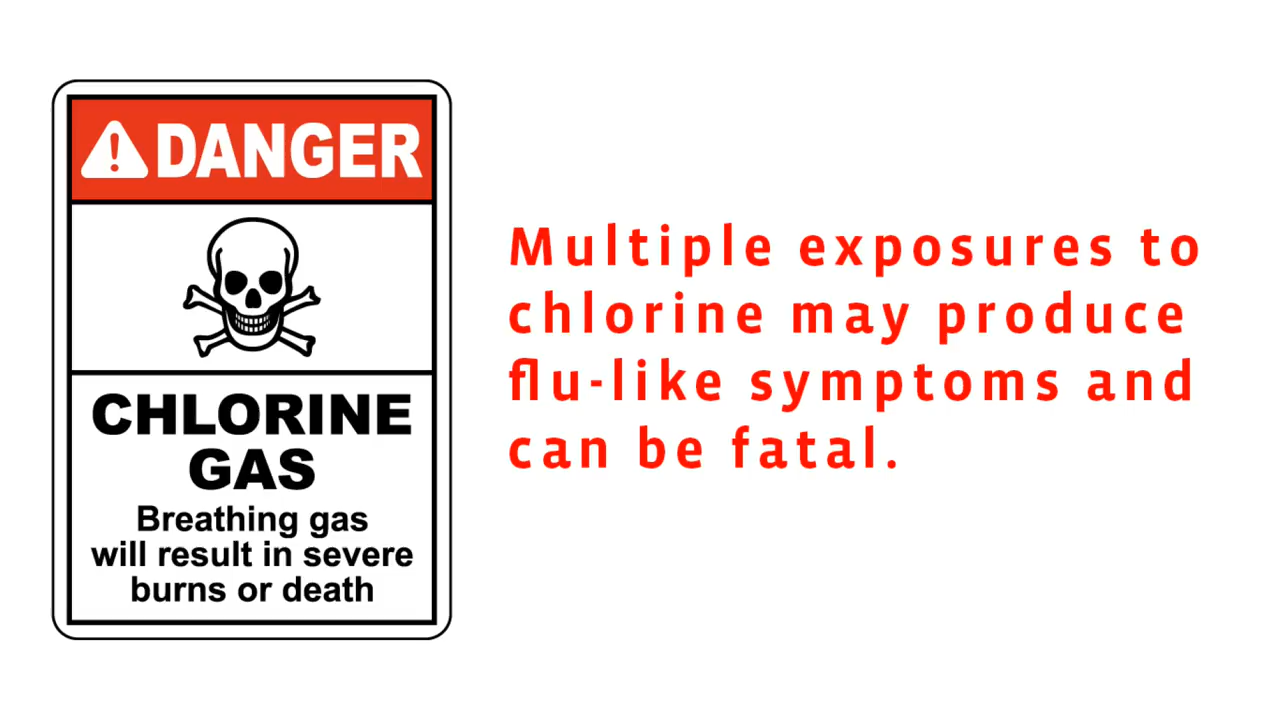 DANGER
CHLORINE
GAS
Breathing gas
will result in severe
burns or death
Multiple exposures to
chlorine may produce
flu-like symptoms and
can be fatal.